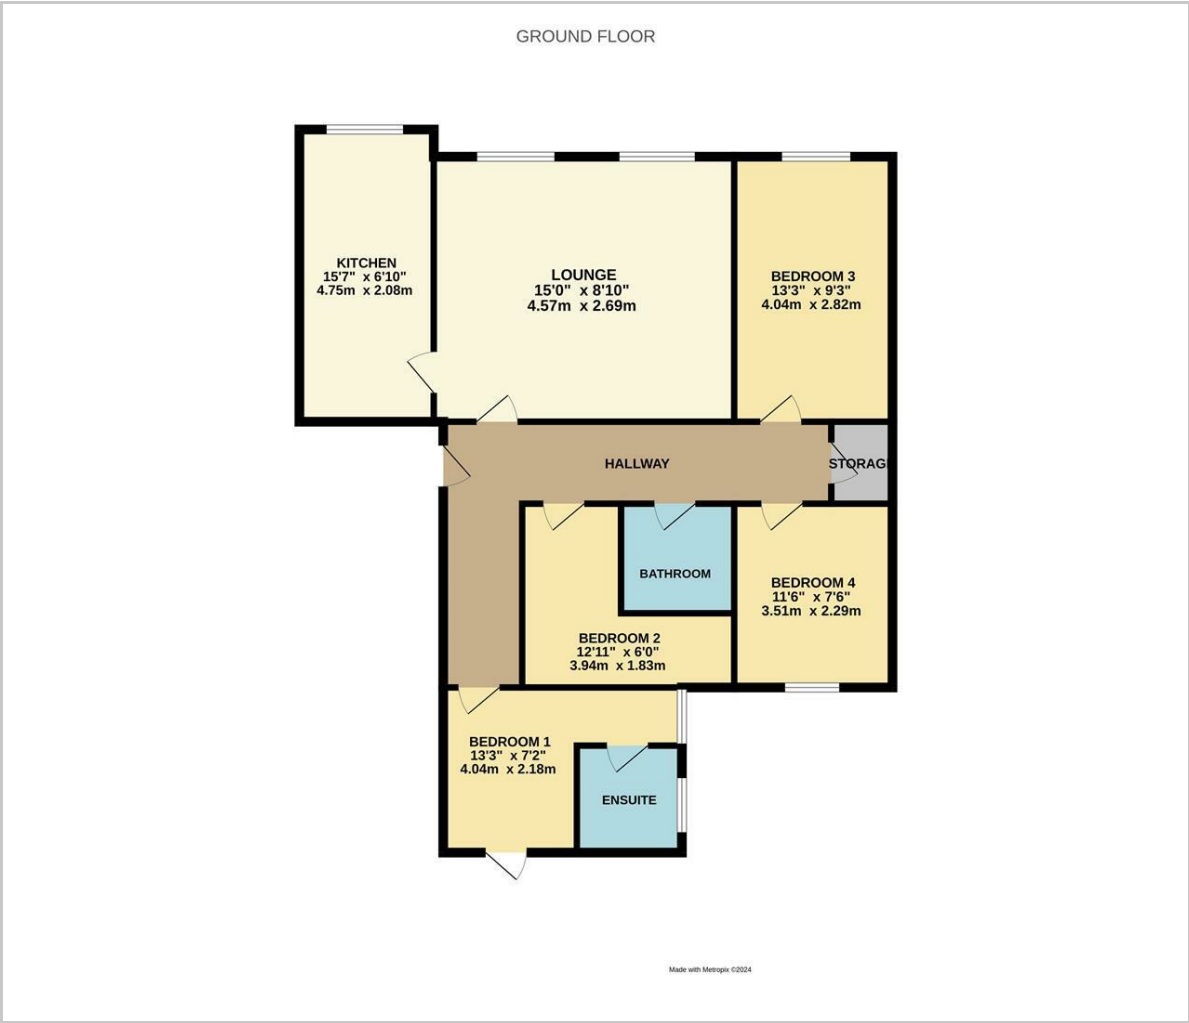 GROUND FLOOR
KITCHEN
15'7" x 6'10"
4.75m x 2.08m
LOUNGE
15'0" x 8'10"
4.57m x 2.69m
BEDROOM 3
13'3" x 9'3"
4.04m x 2.82m
HALLWAY
STORAGE
BATHROOM
BEDROOM 4
11'6" x 7'6"
3.51m x 2.29m
BEDROOM 2
12'11" x 6'0"
3.94m x 1.83m
BEDROOM 1
13'3" x 7'2"
4.04m x 2.18m
ENSUITE
Made with Metropix ©2024